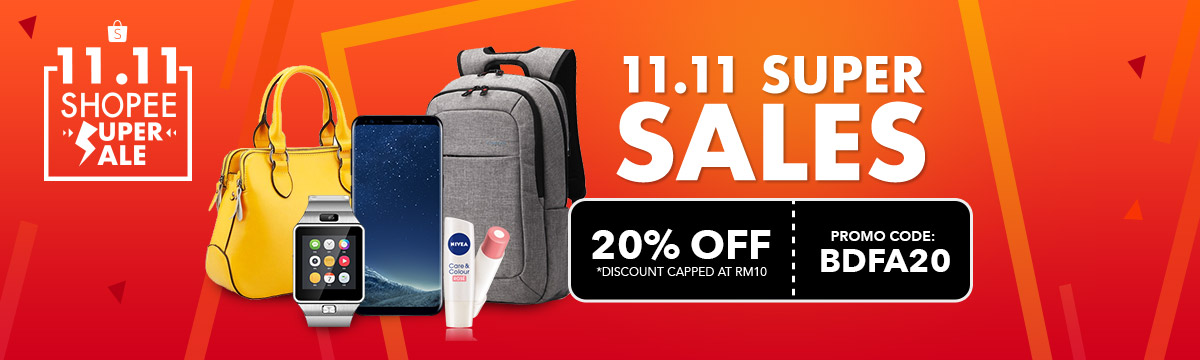 S
11.11
SHOPEE
SUPER
SALE
NIVEA
Care &
Colour
ROSÉ
11.11 SUPER
SALES
20% OFF
*DISCOUNT CAPPED AT RM10
PROMO CODE:
BDFA20